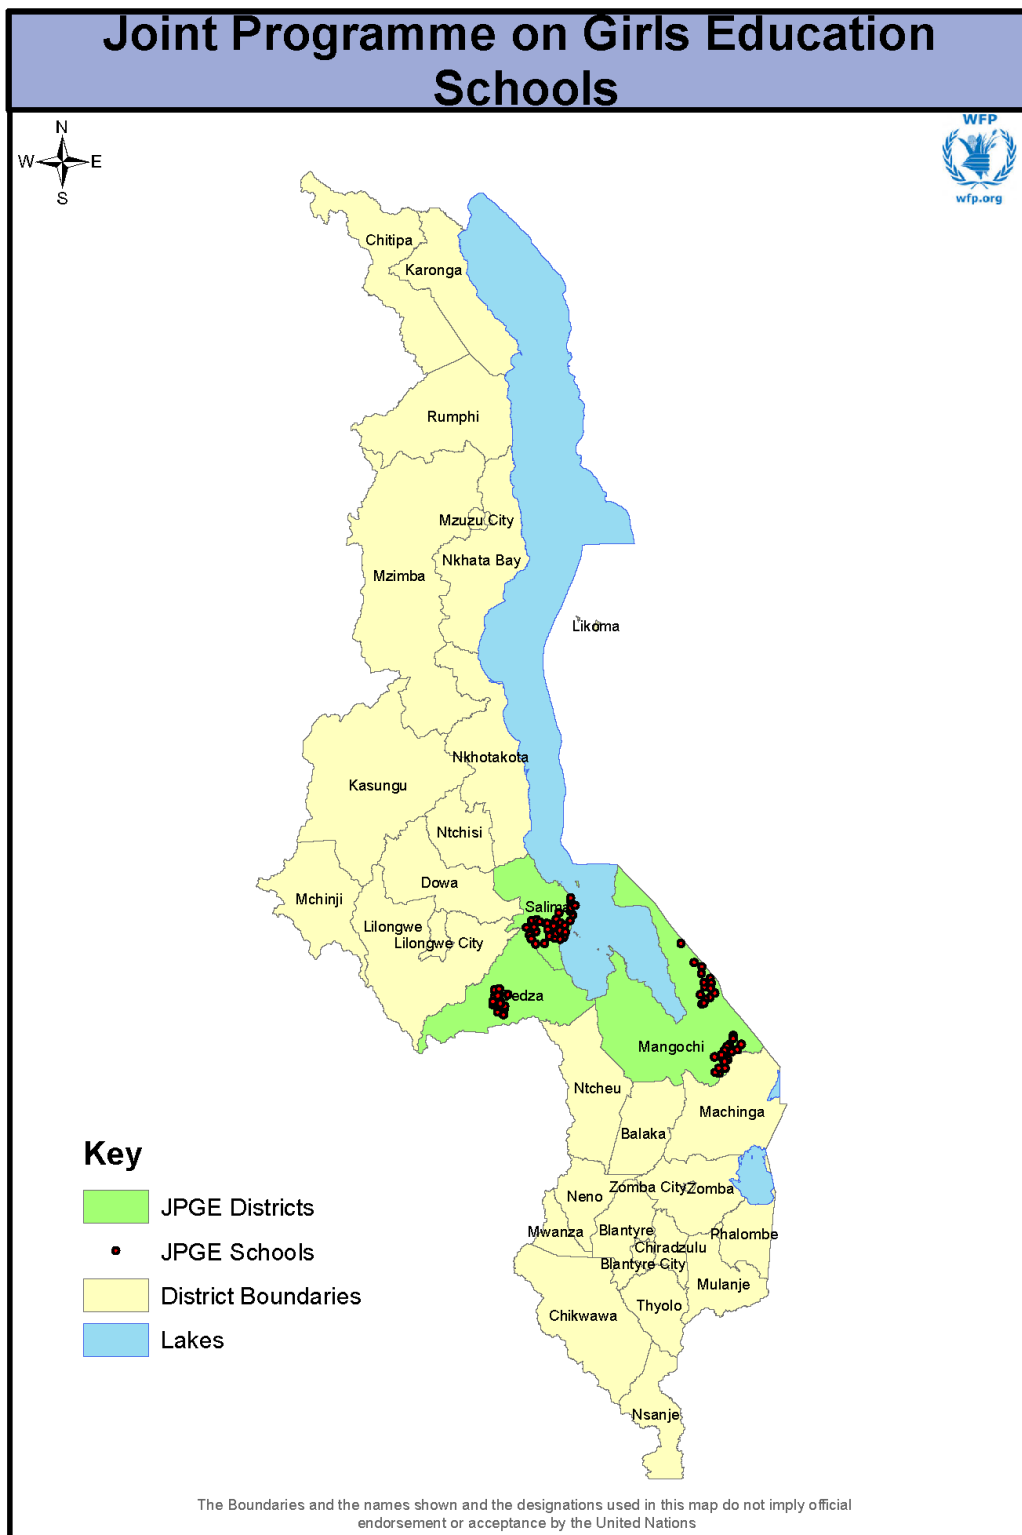 Joint Programme on Girls Education
Schools
N
W E
S
WFP
wfp.org
Chitipa
Karonga
Rumphi
Mzuzu City
Nkhata Bay
Mzimba
Likoma
Nkhotakota
Kasungu
Ntchisi
Dowa
Mchinji
Salima
Lilongwe
Lilongwe City
edza
Mangochi
Ntcheu
Machinga
Balaka
Zomba City
Zomba
Neno
Mwanza
Blantyre
Phalombe
Chiradzulu
Blantyre City
Mulanje
Thyolo
Chikwawa
Nsanje
Key
JPGE Districts
JPGE Schools
District Boundaries
Lakes
The Boundaries and the names shown and the designations used in this map do not imply official
endorsement or acceptance by the United Nations